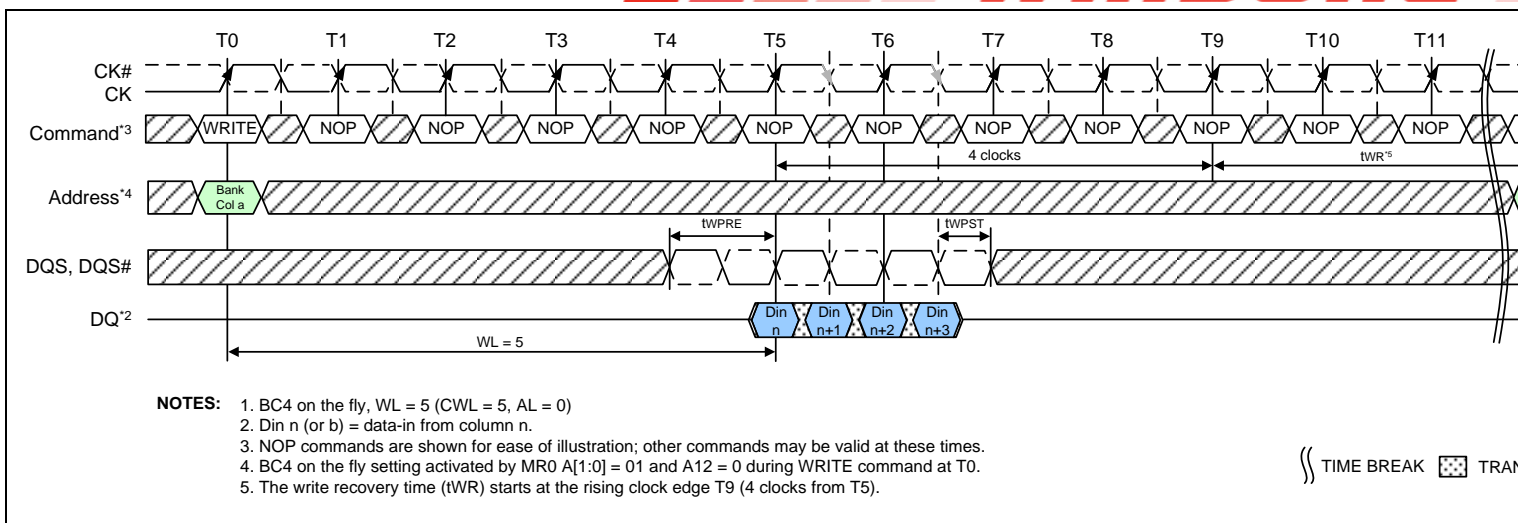 T0 T1 T2 T3 T4 T5 T6 T7 T8 T9 T10 T11
CK#
CK
Command*3 WRITE NOP NOP NOP NOP NOP NOP NOP NOP NOP NOP NOP
4 clocks tWR*5
Address*4 Bank
Col a
tWPRE tWPST
DQS, DQS#
DQ*2 Din
n Din
n+1 Din
n+2 Din
n+3
WL = 5
NOTES: 1. BC4 on the fly, WL = 5 (CWL = 5, AL = 0)
2. Din n (or b) = data-in from column n.
3. NOP commands are shown for ease of illustration; other commands may be valid at these times.
4. BC4 on the fly setting activated by MR0 A[1:0] = 01 and A12 = 0 during WRITE command at T0.
5. The write recovery time (tWR) starts at the rising clock edge T9 (4 clocks from T5).
TIME BREAK TRAN